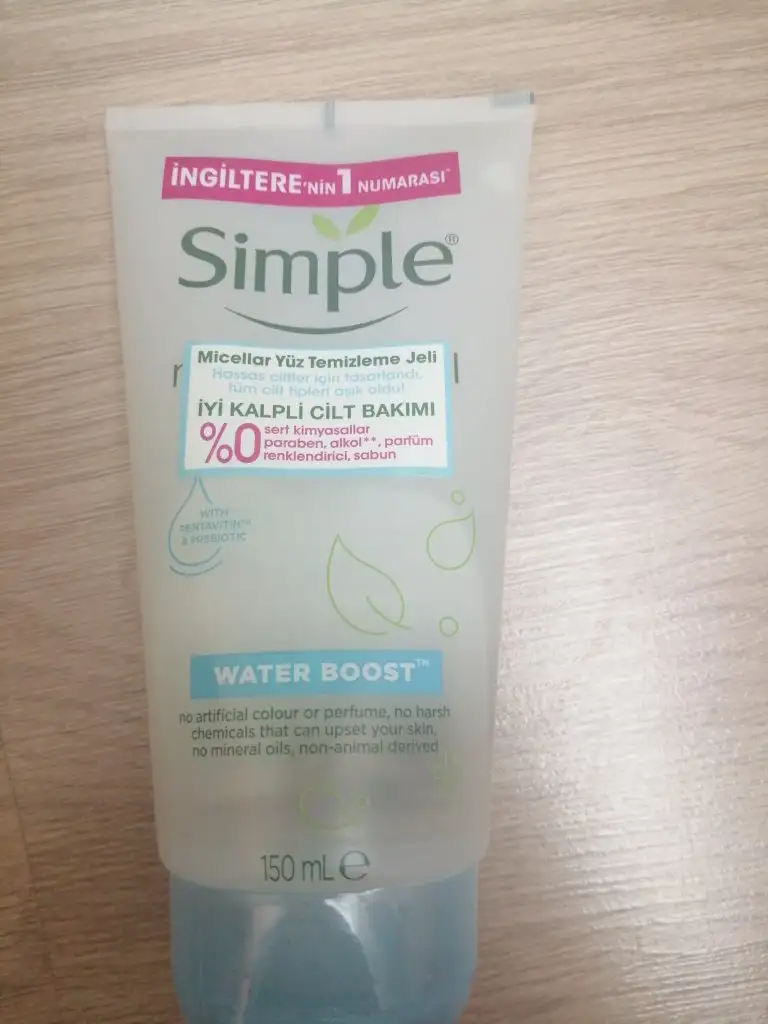 İNGİLTERE'NİN 1 NUMARASI*
Simple®
Micellar Yüz Temizleme Jeli
Hassas ciltler için tasarlandı,
tüm cilt tipleri aşık oldu!
İYİ KALPLİ CİLT BAKIMI
%0 sert kimyasallar
paraben, alkol**, parfüm
renklendirici, sabun
WITH
PENTAVITIN™
& PREBIOTIC
WATER BOOST™
no artificial colour or perfume, no harsh
chemicals that can upset your skin,
no mineral oils, non-animal derived
150 mL e